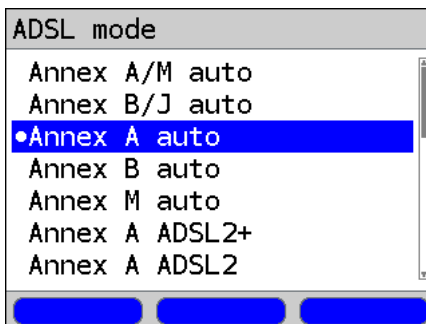 ADSL mode
Annex A/M auto
Annex B/J auto
•Annex A auto
Annex B auto
Annex M auto
Annex A ADSL2+
Annex A ADSL2